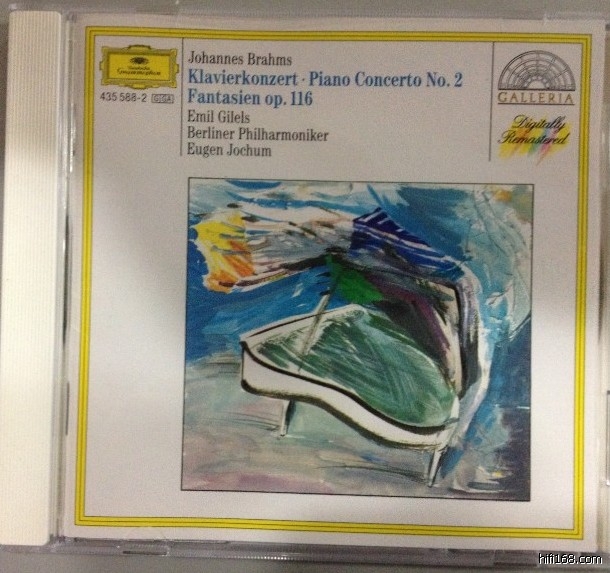 Deutsche
Grammophon
435 588-2 GGA
Johannes Brahms
Klavierkonzert · Piano Concerto No. 2
Fantasien op. 116
Emil Gilels
Berliner Philharmoniker
Eugen Jochum
GALLERIA
Digitally
Remastered
hifi168.com